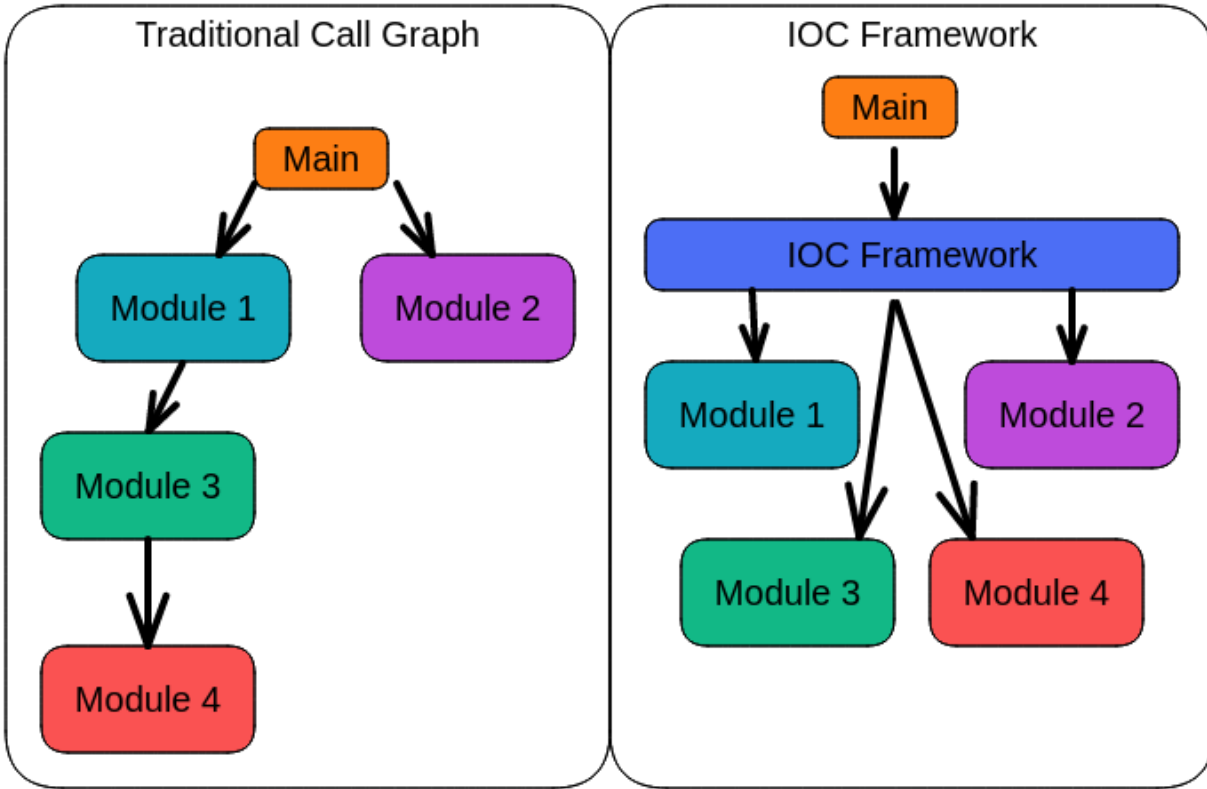 Traditional Call Graph
Main
Module 1
Module 2
Module 3
Module 4
IOC Framework
Main
IOC Framework
Module 1
Module 2
Module 3
Module 4